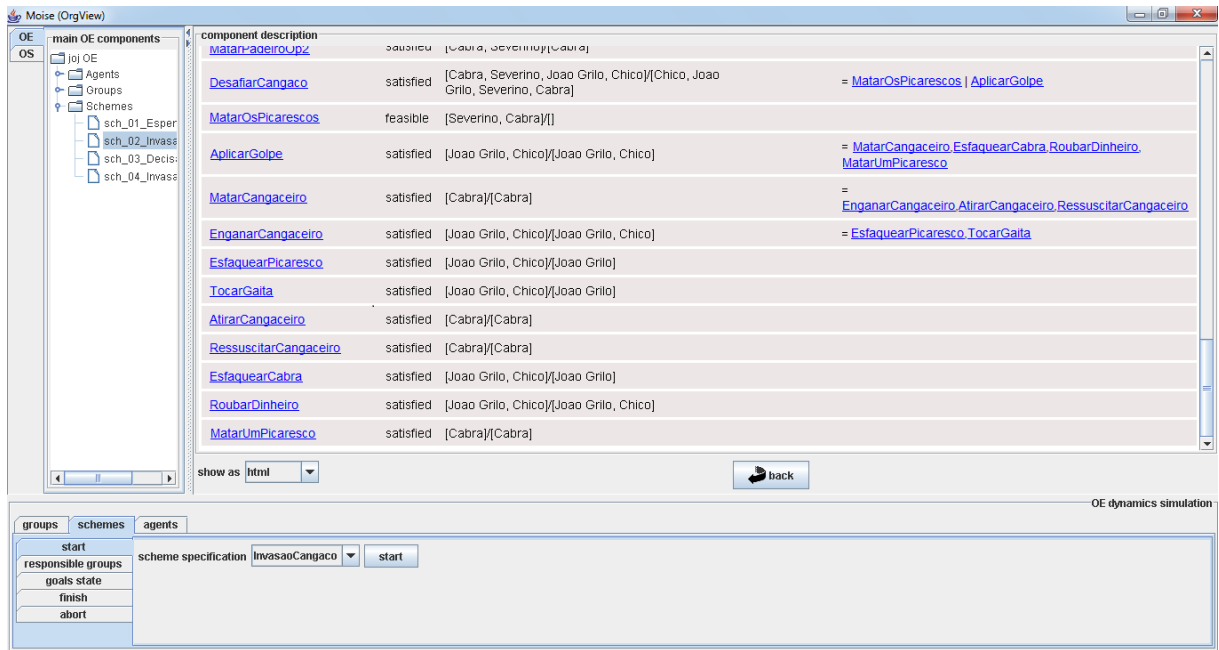 Moise (OrgView)
OE
OS
main OE components
joj OE
Agents
Groups
Schemes
sch_01_Esper
sch_02_Invasa
sch_03_Decis
sch_04_Invasa
component description
MatarPadeiroOp2 satisfied [Cabra, Severino]/[Cabra]
DesafiarCangaco satisfied [Cabra, Severino, Joao Grilo, Chico]/[Chico, Joao Grilo, Severino, Cabra] = MatarOsPicarescos | AplicarGolpe
MatarOsPicarescos feasible [Severino, Cabra]/[]
AplicarGolpe satisfied [Joao Grilo, Chico]/[Joao Grilo, Chico] = MatarCangaceiro,EsfaquearCabra,RoubarDinheiro,
MatarUmPicaresco
MatarCangaceiro satisfied [Cabra]/[Cabra] =
EnganarCangaceiro,AtirarCangaceiro,RessuscitarCangaceiro
EnganarCangaceiro satisfied [Joao Grilo, Chico]/[Joao Grilo, Chico] = EsfaquearPicaresco,TocarGaita
EsfaquearPicaresco satisfied [Joao Grilo, Chico]/[Joao Grilo]
TocarGaita satisfied [Joao Grilo, Chico]/[Joao Grilo]
AtirarCangaceiro satisfied [Cabra]/[Cabra]
RessuscitarCangaceiro satisfied [Cabra]/[Cabra]
EsfaquearCabra satisfied [Joao Grilo, Chico]/[Joao Grilo]
RoubarDinheiro satisfied [Joao Grilo, Chico]/[Joao Grilo, Chico]
MatarUmPicaresco satisfied [Cabra]/[Cabra]
show as html
back
OE dynamics simulation
groups schemes agents
start
responsible groups
goals state
finish
abort
scheme specification InvasaoCangaco start